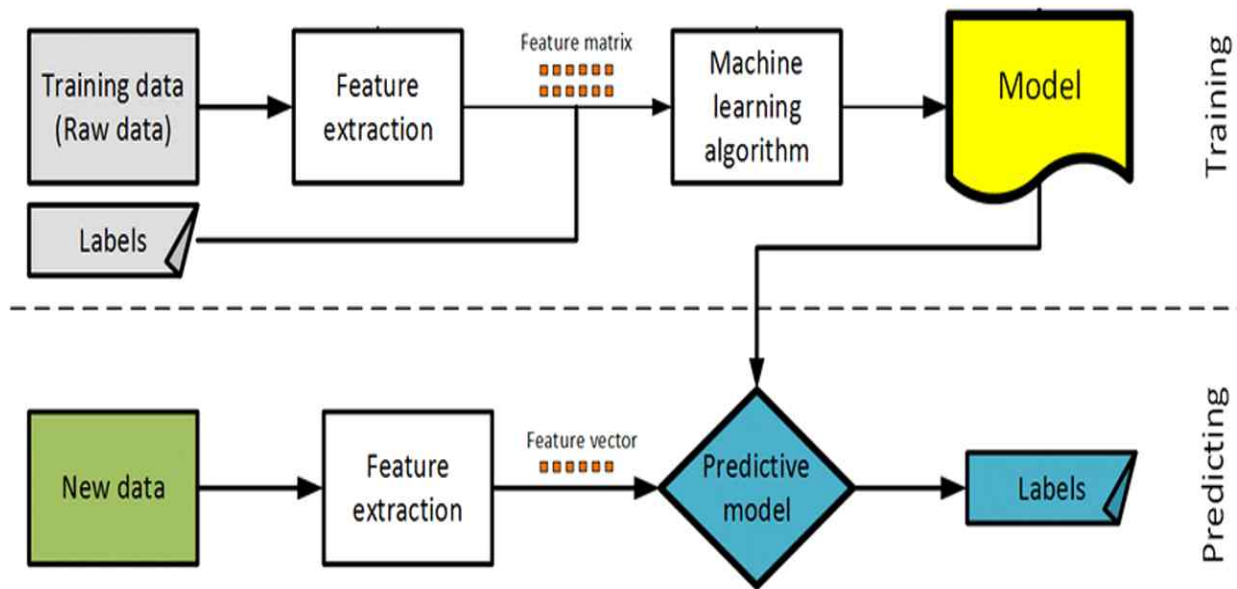 Training data
(Raw data)
Feature
extraction
Feature matrix
Machine
learning
algorithm
Model
Training
Labels
New data
Feature
extraction
Feature vector
Predictive
model
Labels
Predicting